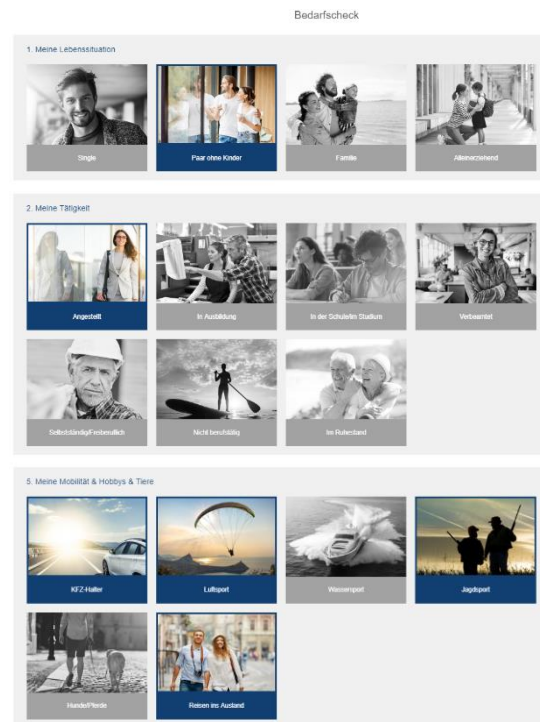 Bedarfscheck
1. Meine Lebenssituation
Single
Paar ohne Kinder
Familie
Alleinerziehend
2. Meine Tätigkeit
Angestellt
In Ausbildung
In der Schule/im Studium
Verbeamtet
Selbstständig/Freiberuflich
Nicht berufstätig
Im Ruhestand
5. Meine Mobilität & Hobbys & Tiere
KFZ-Halter
Luftsport
Wassersport
Jagdsport
Hunde/Pferde
Reisen ins Ausland